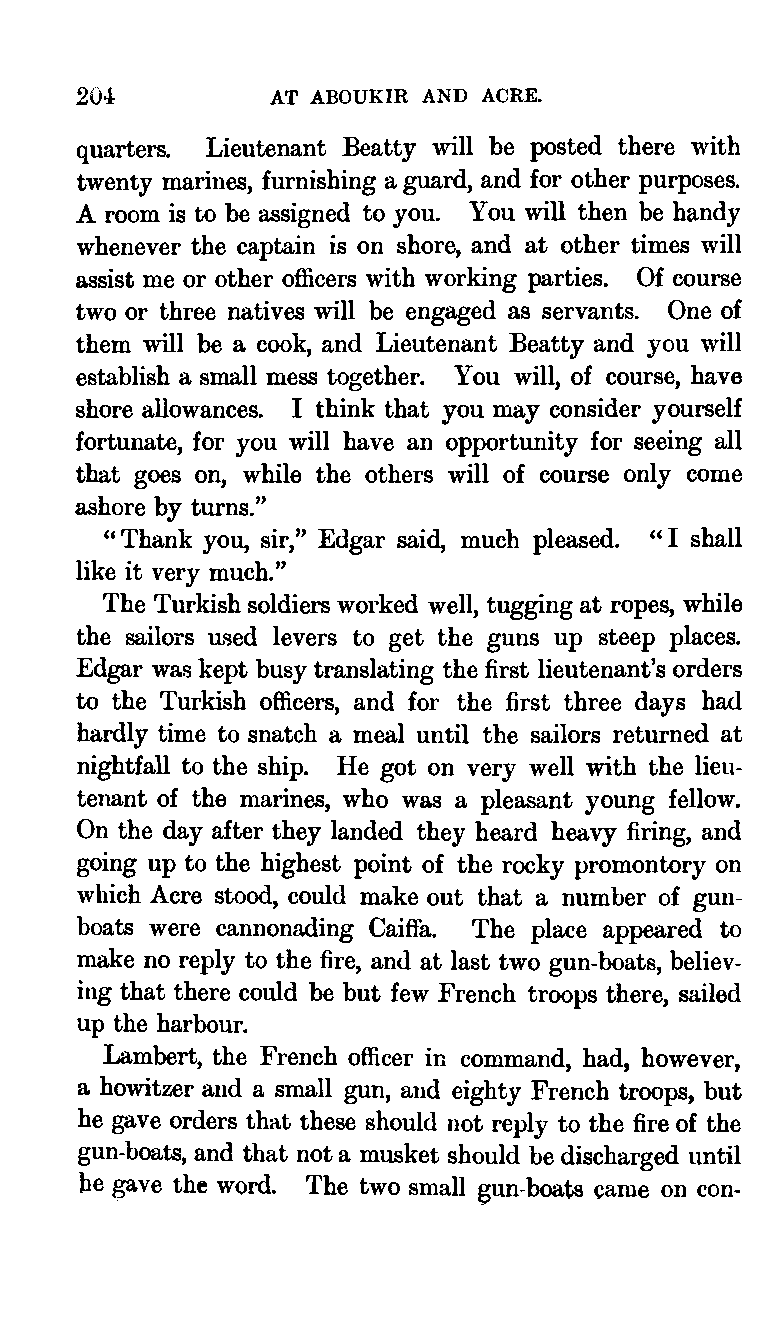 204 AT ABOUKIR AND ACRE.
quarters. Lieutenant Beatty will be posted there with
twenty marines, furnishing a guard, and for other purposes.
A room is to be assigned to you. You will then be handy
whenever the captain is on shore, and at other times will
assist me or other officers with working parties. Of course
two or three natives will be engaged as servants. One of
them will be a cook, and Lieutenant Beatty and you will
establish a small mess together. You will, of course, have
shore allowances. I think that you may consider yourself
fortunate, for you will have an opportunity for seeing all
that goes on, while the others will of course only come
ashore by turns.”
“Thank you, sir,” Edgar said, much pleased. “I shall
like it very much.”
The Turkish soldiers worked well, tugging at ropes, while
the sailors used levers to get the guns up steep places.
Edgar was kept busy translating the first lieutenant’s orders
to the Turkish officers, and for the first three days had
hardly time to snatch a meal until the sailors returned at
nightfall to the ship. He got on very well with the lieu-
tenant of the marines, who was a pleasant young fellow.
On the day after they landed they heard heavy firing, and
going up to the highest point of the rocky promontory on
which Acre stood, could make out that a number of gun-
boats were cannonading Caiffa. The place appeared to
make no reply to the fire, and at last two gun-boats, believ-
ing that there could be but few French troops there, sailed
up the harbour.
Lambert, the French officer in command, had, however,
a howitzer and a small gun, and eighty French troops, but
he gave orders that these should not reply to the fire of the
gun-boats, and that not a musket should be discharged until
he gave the word. The two small gun-boats came on con-